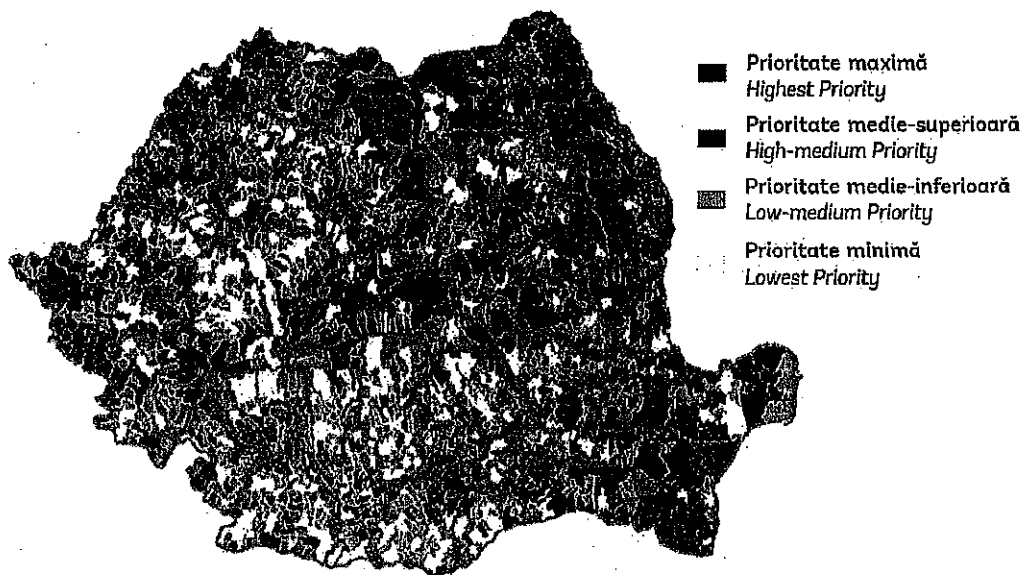 Prioritate maximă
Highest Priority
Prioritate medie-superioară
High-medium Priority
Prioritate medie-inferioară
Low-medium Priority
Prioritate minimă
Lowest Priority